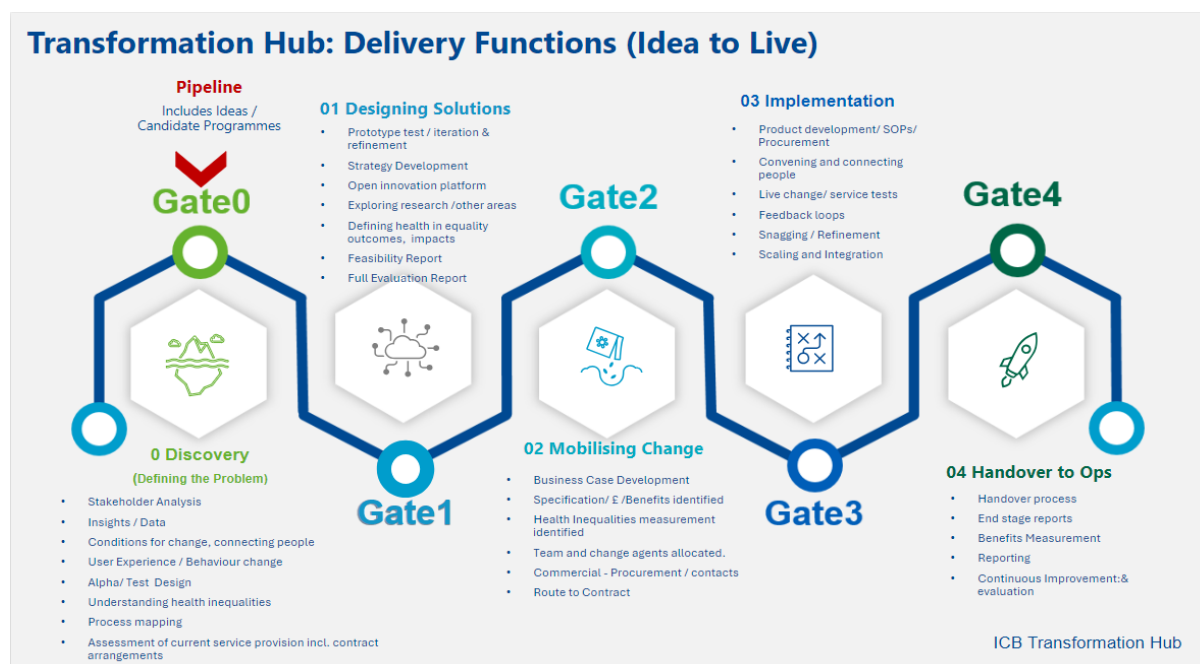 Transformation Hub: Delivery Functions (Idea to Live)
Pipeline
Includes Ideas /
Candidate Programmes
Gate0
0 Discovery
(Defining the Problem)
• Stakeholder Analysis
• Insights / Data
• Conditions for change, connecting people
• User Experience / Behaviour change
• Alpha/ Test Design
• Understanding health inequalities
• Process mapping
• Assessment of current service provision incl. contract
arrangements
01 Designing Solutions
• Prototype test / iteration &
refinement
• Strategy Development
• Open innovation platform
• Exploring research /other areas
• Defining health in equality
outcomes, impacts
• Feasibility Report
• Full Evaluation Report
Gate1
Gate2
02 Mobilising Change
• Business Case Development
• Specification/ £ /Benefits identified
• Health Inequalities measurement
identified
• Team and change agents allocated.
• Commercial - Procurement / contacts
• Route to Contract
03 Implementation
• Product development/ SOPs/
Procurement
• Convening and connecting
people
• Live change/ service tests
• Feedback loops
• Snagging / Refinement
• Scaling and Integration
Gate3
Gate4
04 Handover to Ops
• Handover process
• End stage reports
• Benefits Measurement
• Reporting
• Continuous Improvement:&
evaluation
ICB Transformation Hub